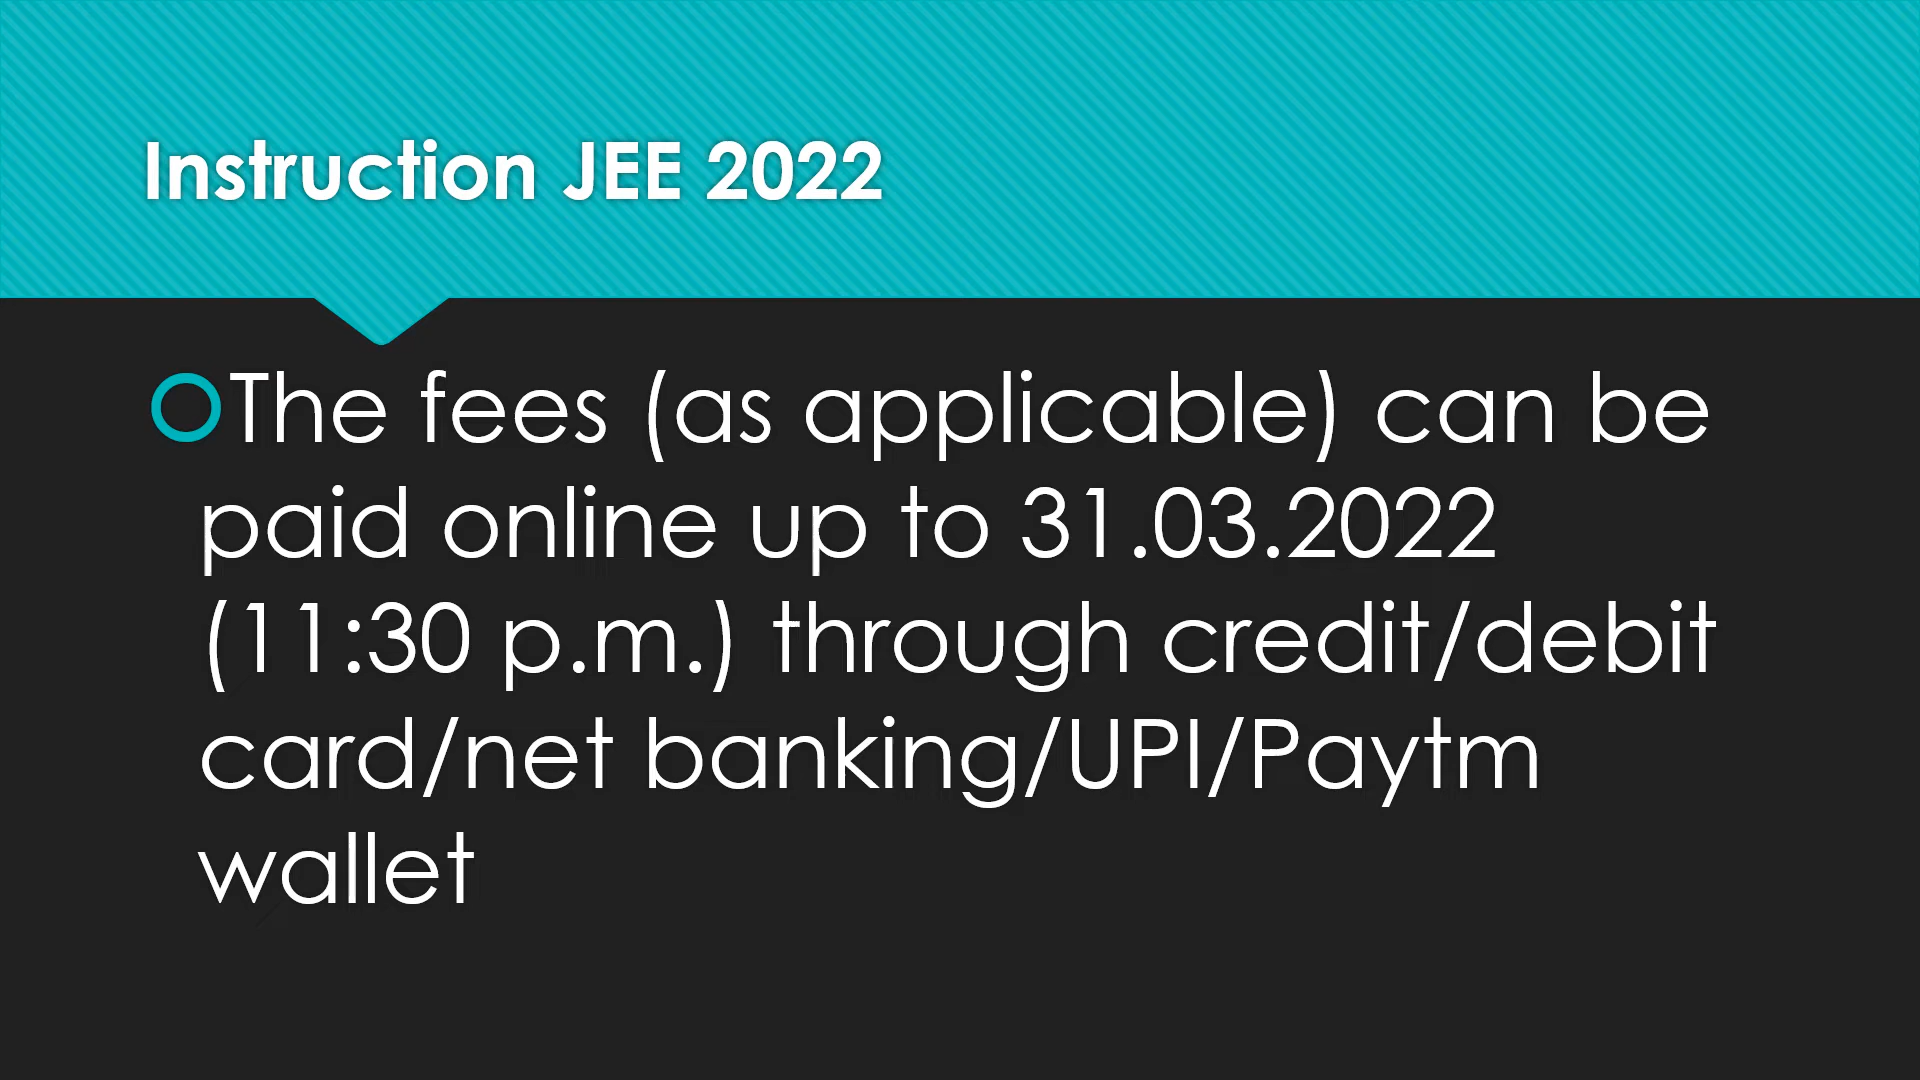 Instruction JEE 2022
The fees (as applicable) can be
paid online up to 31.03.2022
(11:30 p.m.) through credit/debit
card/net banking/UPI/Paytm
wallet